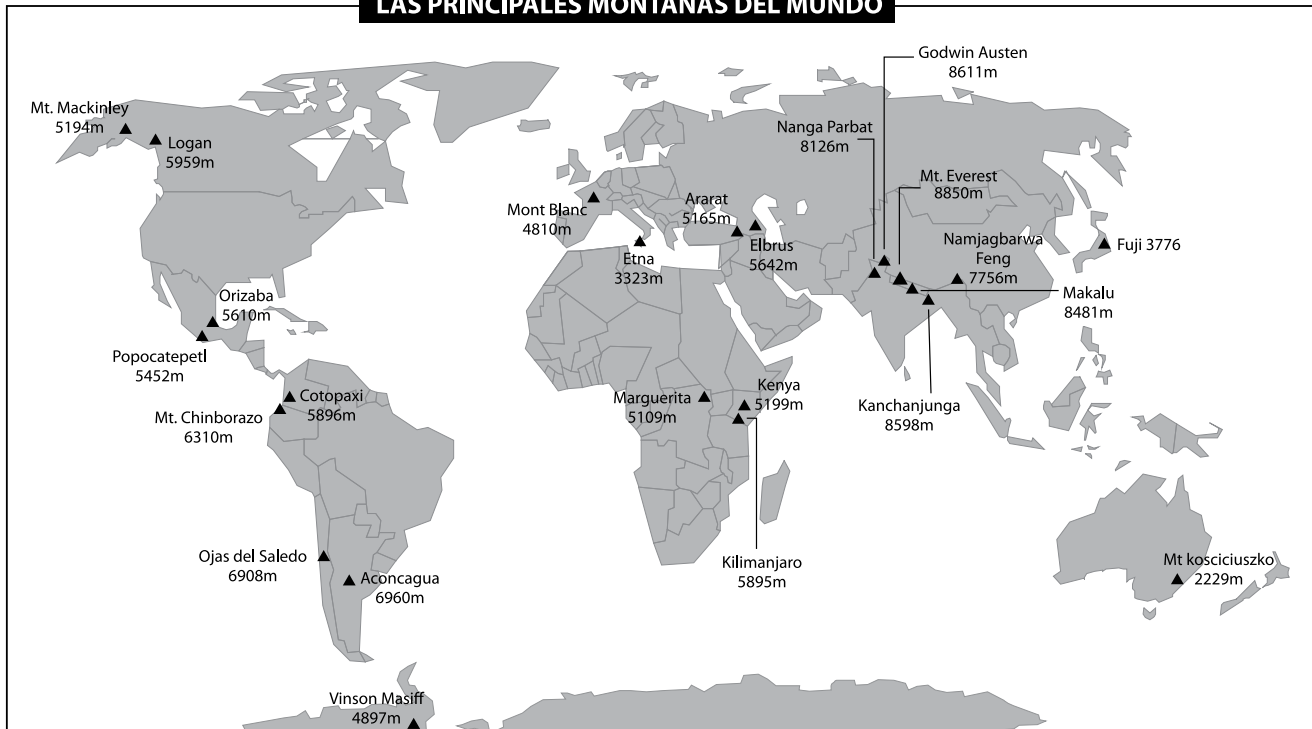 LAS PRINCIPALES MONTAÑAS DEL MUNDO
Godwin Austen
8611m
Mt. Mackinley
5194m
Logan
5959m
Nanga Parbat
8126m
Mt. Everest
8850m
Ararat
5165m
Mont Blanc
4810m
Elbrus
5642m
Etna
3323m
Namjagbarwa
Feng
7756m
Fuji 3776
Makalu
8481m
Orizaba
5610m
Popocatepetl
5452m
Cotopaxi
5896m
Mt. Chinborazo
6310m
Marguerita
5109m
Kenya
5199m
Kanchanjunga
8598m
Ojas del Saledo
6908m
Aconcagua
6960m
Kilimanjaro
5895m
Mt kosciciuszko
2229m
Vinson Masiff
4897m